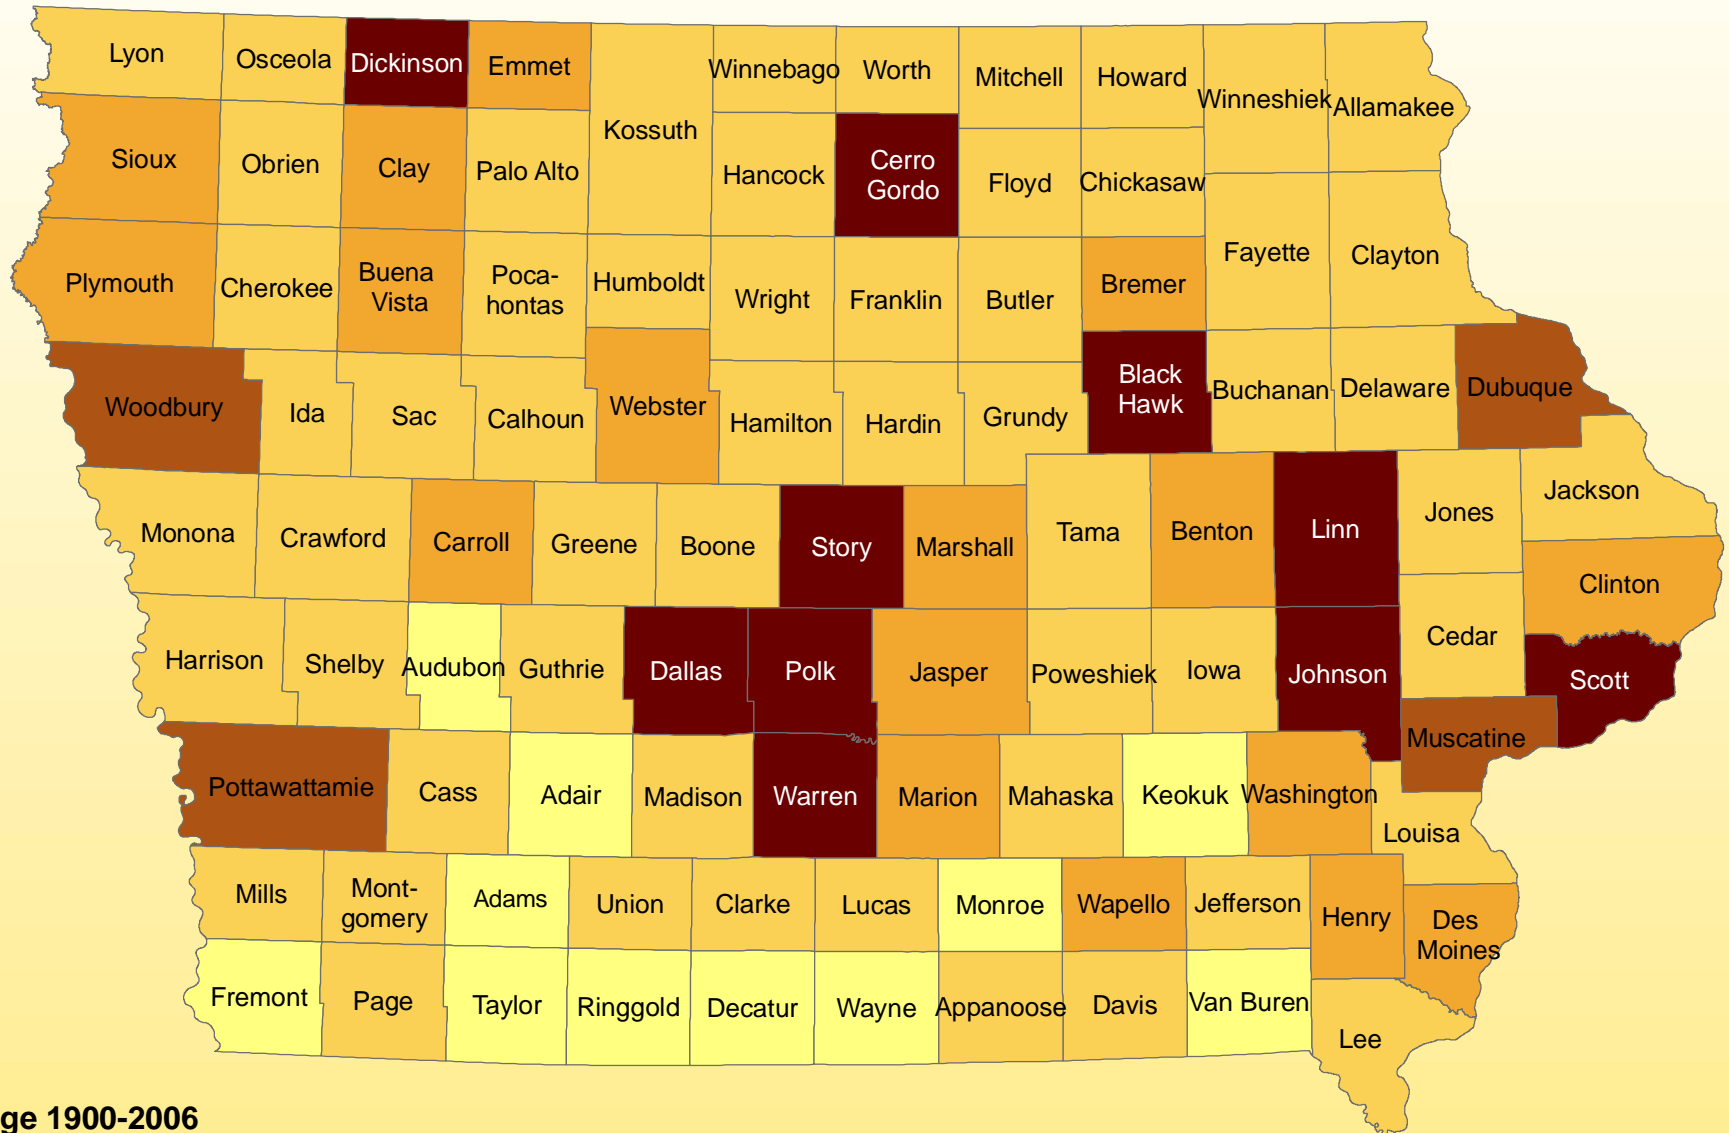 Lyon
Osceola
Dickinson
Emmet
Kossuth
Winnebago
Worth
Mitchell
Howard
Winneshiek
Allamakee
Sioux
Obrien
Clay
Palo Alto
Hancock
Cerro
Gordo
Floyd
Chickasaw
Plymouth
Cherokee
Buena
Vista
Poca-
hontas
Humboldt
Wright
Franklin
Butler
Bremer
Fayette
Clayton
Woodbury
Ida
Sac
Calhoun
Webster
Hamilton
Hardin
Grundy
Black
Hawk
Buchanan
Delaware
Dubuque
Monona
Crawford
Carroll
Greene
Boone
Story
Marshall
Tama
Benton
Linn
Jones
Jackson
Clinton
Harrison
Shelby
Audubon
Guthrie
Dallas
Polk
Jasper
Poweshiek
Iowa
Johnson
Cedar
Scott
Muscatine
Pottawattamie
Cass
Adair
Madison
Warren
Marion
Mahaska
Keokuk
Washington
Louisa
Mills
Mont-
gomery
Adams
Union
Clarke
Lucas
Monroe
Wapello
Jefferson
Henry
Des
Moines
Fremont
Page
Taylor
Ringgold
Decatur
Wayne
Appanoose
Davis
Van Buren
Lee
ge 1900-2006